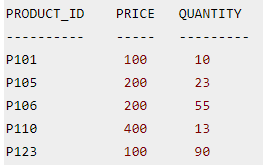 PRODUCT_ID    PRICE   QUANTITY
----------    -----   ---------
P101           100      10
P105           200      23
P106           200      55
P110           400      13
P123           100      90